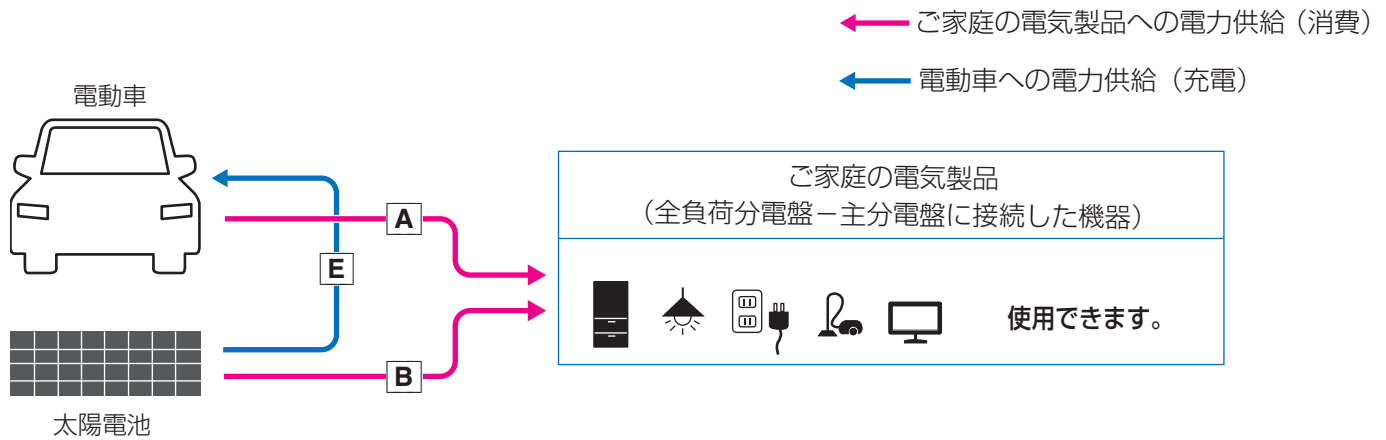 ご家庭の電気製品への電力供給（消費）
電動車への電力供給（充電）
電動車
ご家庭の電気製品
（全負荷分電盤－主分電盤に接続した機器）
A
E
使用できます。
B
太陽電池